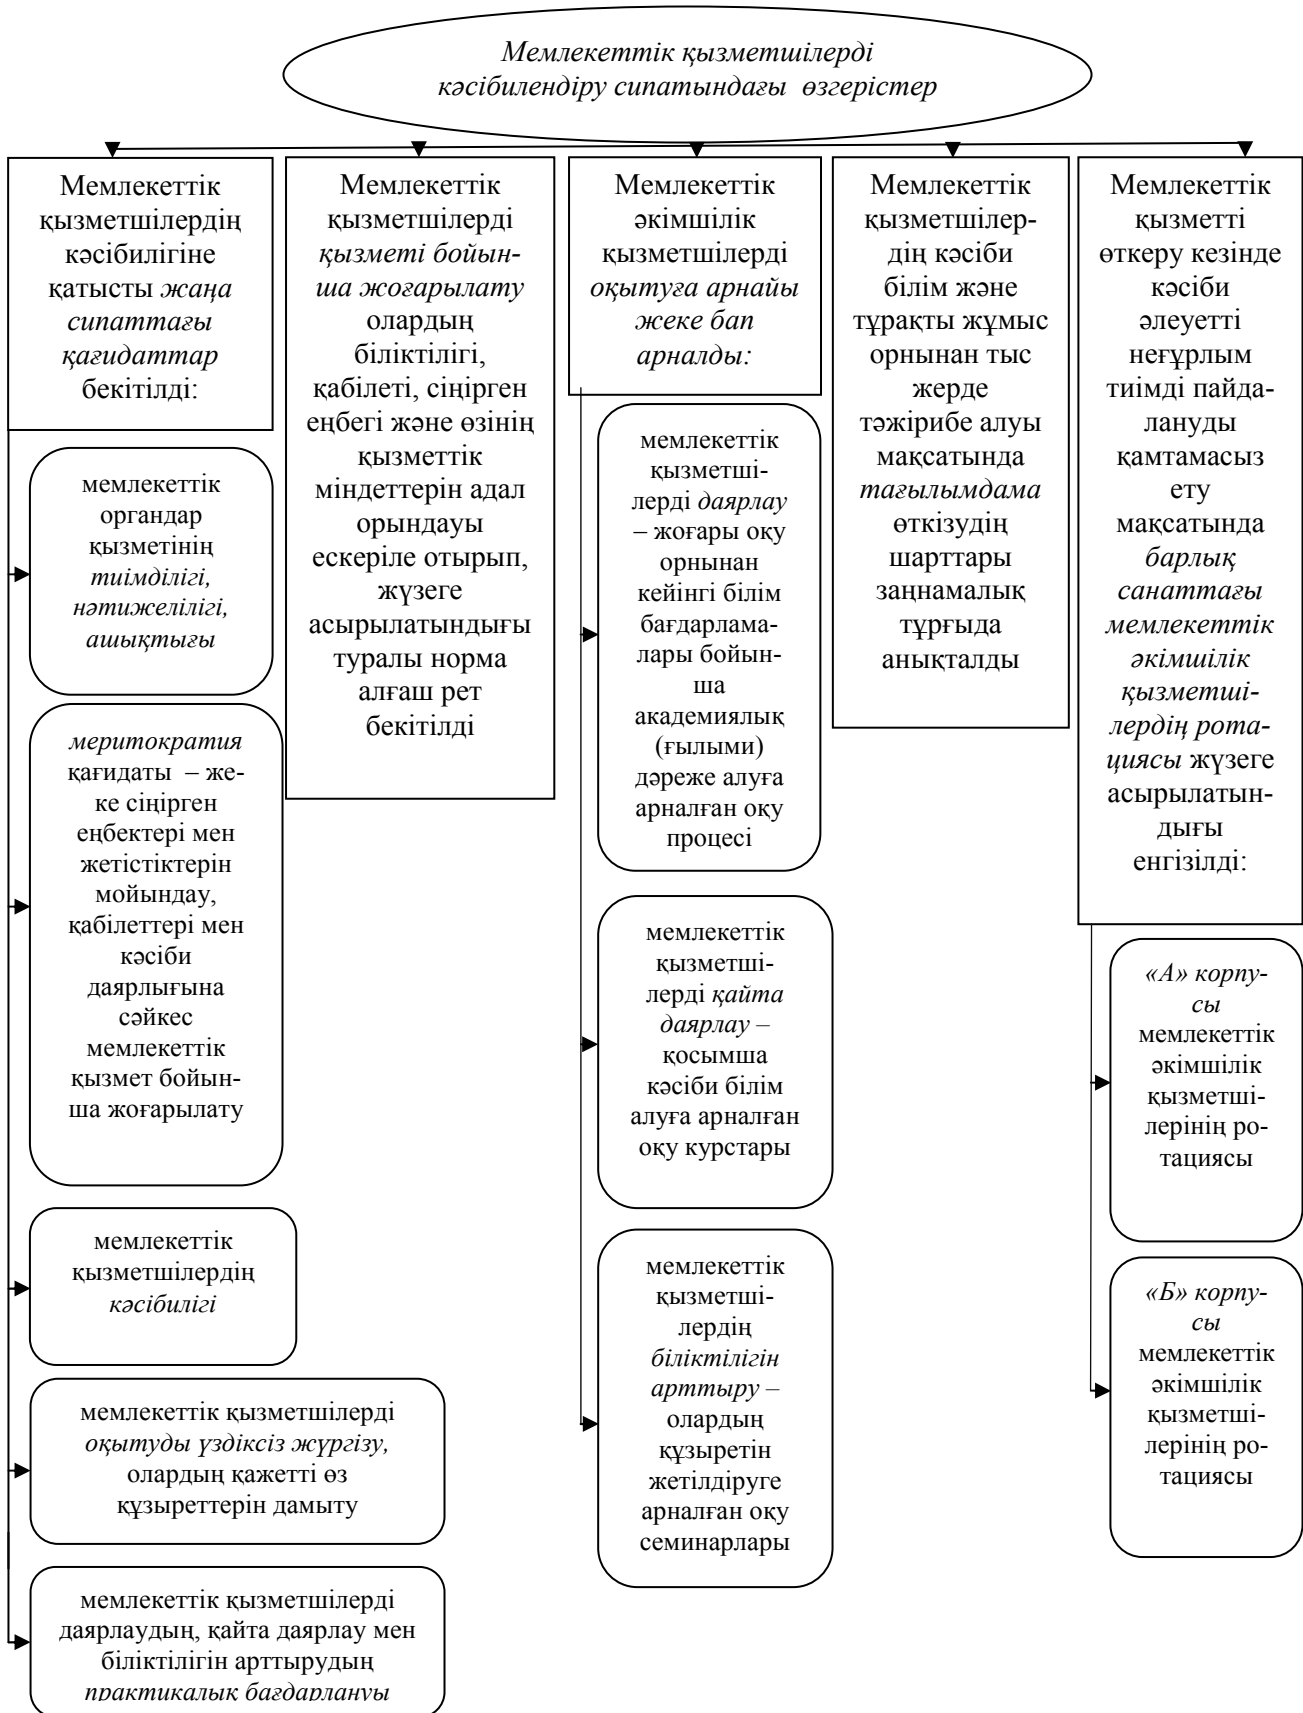 Мемлекеттік қызметшілерді
кәсібилендіру сипатындағы өзгерістер
Мемлекеттік
қызметшілердің
кәсібилігіне
қатысты жаңа
сипаттағы
қағидаттар
бекітілді:
мемлекеттік
органдар
қызметінің
тиімділігі,
нәтижелілігі,
ашықтығы
меритократия
қағидаты – же-
ке сіңірген
еңбектері мен
жетістіктерін
мойындау,
қабілеттері мен
кәсіби
даярлығына
сәйкес
мемлекеттік
қызмет бойын-
ша жоғарылату
мемлекеттік
қызметшілердің
кәсібилігі
мемлекеттік қызметшілерді
оқытуды үздіксіз жүргізу,
олардың қажетті өз
құзыреттерін дамыту
мемлекеттік қызметшілерді
даярлаудың, қайта даярлау мен
біліктілігін арттырудың
практикалық бағдарлануы
Мемлекеттік
қызметшілерді
қызметі бойын-
ша жоғарылату
олардың
біліктілігі,
қабілеті, сіңірген
еңбегі және өзінің
қызметтік
міндеттерін адал
орындауы
ескеріле отырып,
жүзеге
асырылатындығы
туралы норма
алғаш рет
бекітілді
Мемлекеттік
әкімшілік
қызметшілерді
оқытуға арнайы
жеке бап
арналды:
мемлекеттік
қызметші-
лерді даярлау
– жоғары оқу
орнынан
кейінгі білім
бағдарлама-
лары бойын-
ша
академиялық
(ғылыми)
дәреже алуға
арналған оқу
процесі
мемлекеттік
қызметші-
лерді қайта
даярлау –
қосымша
кәсіби білім
алуға арналған
оқу курстары
мемлекеттік
қызметші-
лердің
біліктілігін
арттыру –
олардың
құзыретін
жетілдіруге
арналған оқу
семинарлары
Мемлекеттік
қызметшілер-
дің кәсіби
білім және
тұрақты жұмыс
орнынан тыс
жерде
тәжірибе алуы
мақсатында
тағылымдама
өткізудің
шарттары
заңнамалық
тұрғыда
анықталды
Мемлекеттік
қызметті
өткеру кезінде
кәсіби
әлеуетті
неғұрлым
тиімді пайда-
лануды
қамтамасыз
ету
мақсатында
барлық
санаттағы
мемлекеттік
әкімшілік
қызметші-
лердің рота-
циясы жүзеге
асырылатын-
дығы
енгізілді:
«А» корпу-
сы
мемлекеттік
әкімшілік
қызметші-
лерінің ро-
тациясы
«Б» корпу-
сы
мемлекеттік
әкімшілік
қызметші-
лерінің ро-
тациясы